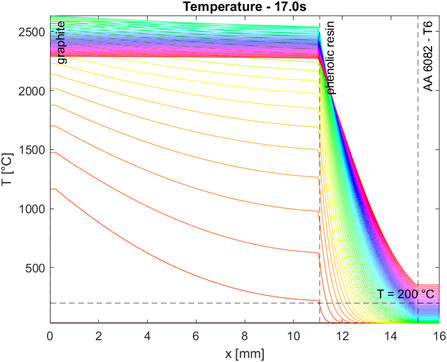 Temperature - 17.0s
graphite
phenolic resin
AA 6082 - T6
T [°C]
2500
2000
1500
1000
500
T = 200 °C
0 2 4 6 8 10 12 14 16
x [mm]